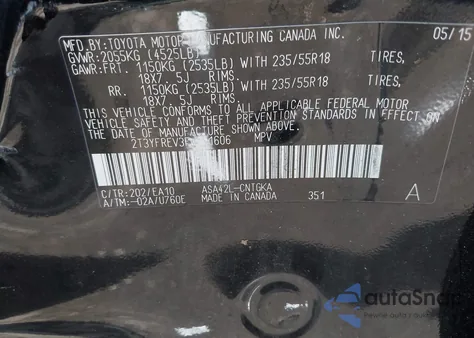 MFD.BY: TOYOTA MOTOR MANUFACTURING CANADA INC. 05/15
GVWR: 2055KG (4525LB)
GAWR: FRT. 1150KG (2535LB) WITH 235/55R18 TIRES,
18X7.5J RIMS.
RR. 1150KG (2535LB) WITH 235/55R18 TIRES,
18X7.5J RIMS.
THIS VEHICLE CONFORMS TO ALL APPLICABLE FEDERAL MOTOR
VEHICLE SAFETY STANDARDS IN EFFECT ON THE
DATE OF MANUFACTURE SHOWN ABOVE.
MPV
C/TR: 202/EA10 ASA42L-CNTGKA
A/TM: -02A/U760E MADE IN CANADA 351 A
autoSnap